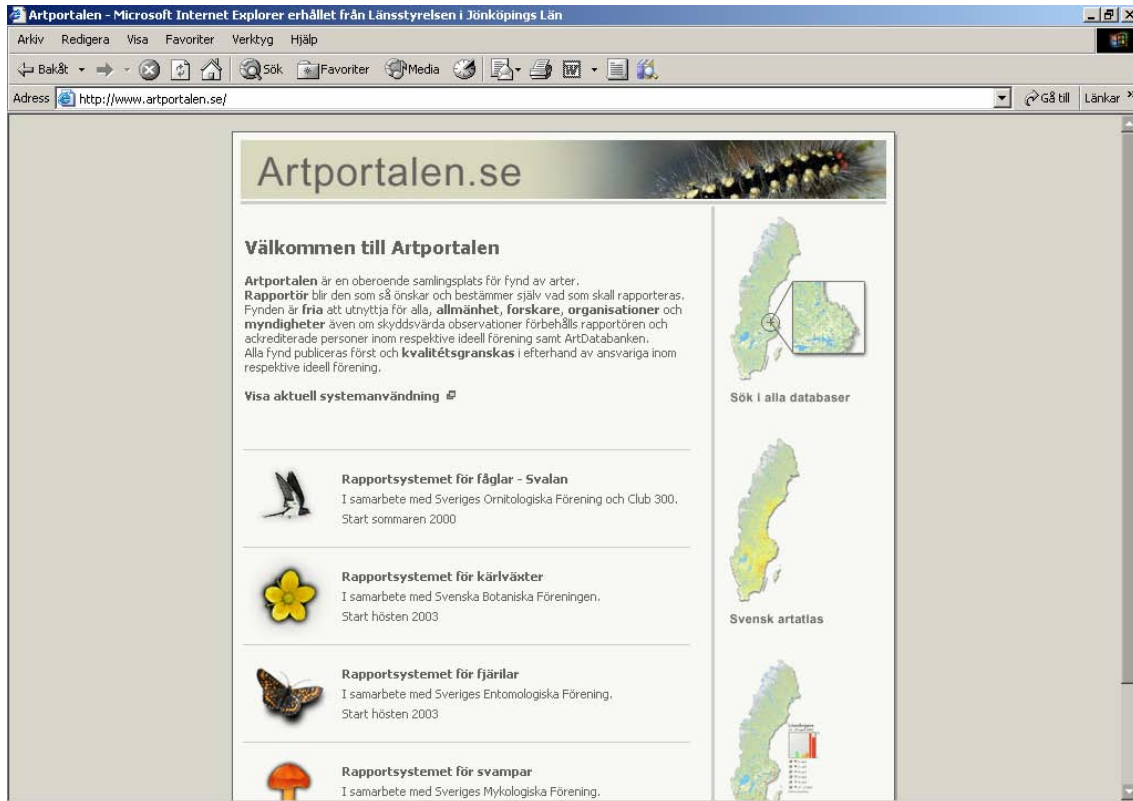 Artportalen - Microsoft Internet Explorer erhållet från Länsstyrelsen i Jönköpings Län
Arkiv Redigera Visa Favoriter Verktyg Hjälp
Bakåt Sök Favoriter Media
Adress http://www.artportalen.se/ Gå till Länkar »
Artportalen.se
Välkommen till Artportalen
Artportalen är en oberoende samlingsplats för fynd av arter.
Rapportör blir den som så önskar och bestämmer själv vad som skall rapporteras.
Fynden är fria att utnyttja för alla, allmänhet, forskare, organisationer och
myndigheter även om skyddsvärda observationer förbehålls rapportören och
ackrediterade personer inom respektive ideell förening samt ArtDatabanken.
Alla fynd publiceras först och kvalitétsgranskas i efterhand av ansvariga inom
respektive ideell förening.
Visa aktuell systemanvändning
Rapportsystemet för fåglar - Svalan
I samarbete med Sveriges Ornitologiska Förening och Club 300.
Start sommaren 2000
Rapportsystemet för kärlväxter
I samarbete med Svenska Botaniska Föreningen.
Start hösten 2003
Rapportsystemet för fjärilar
I samarbete med Sveriges Entomologiska Förening.
Start hösten 2003
Rapportsystemet för svampar
I samarbete med Sveriges Mykologiska Förening.
Sök i alla databaser
Svensk artatlas